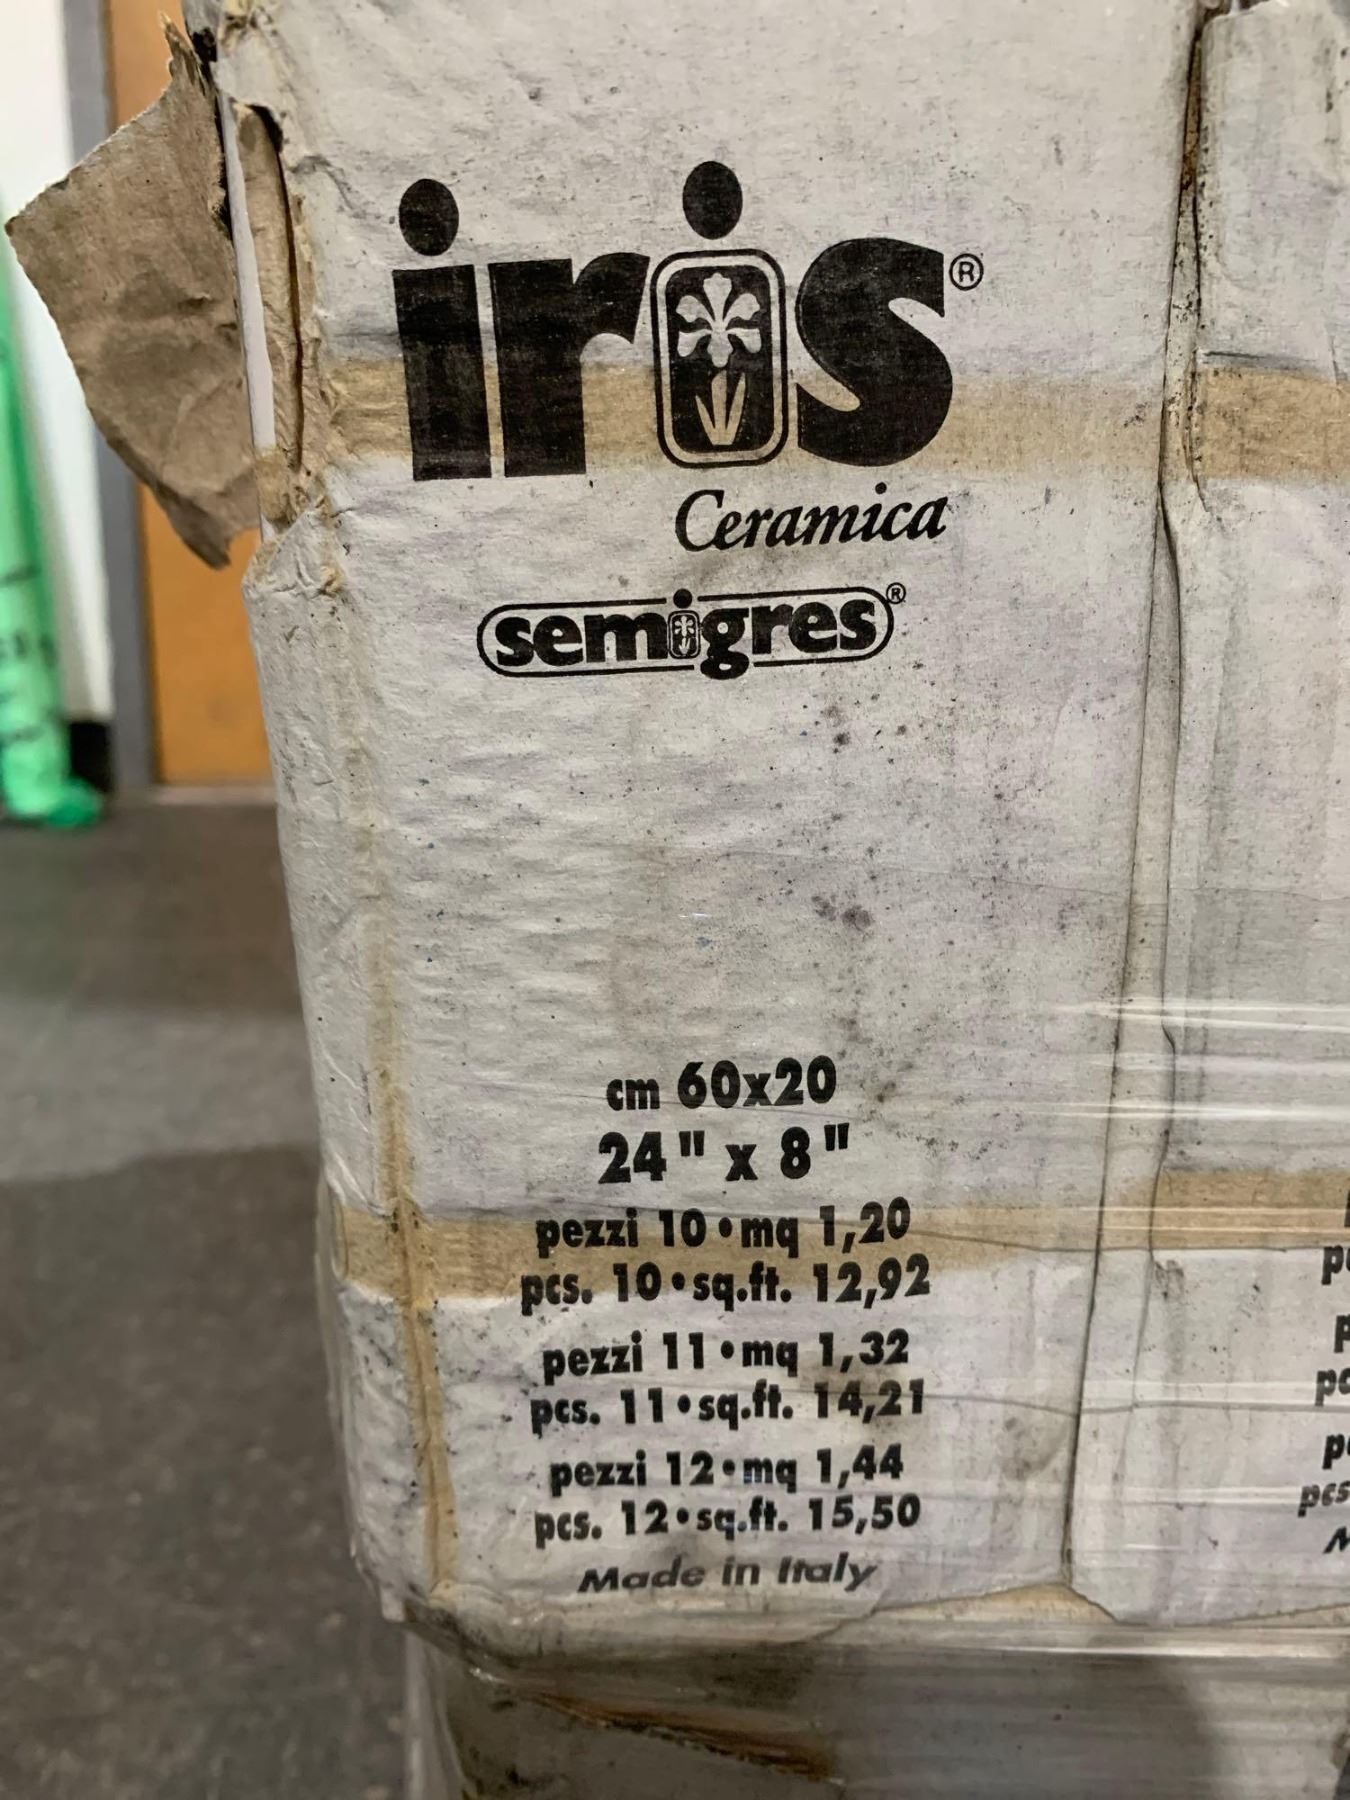 iris®
Ceramica
semigres®
cm 60x20
24" x 8"
pezzi 10•mq 1,20
pcs. 10•sq.ft. 12,92
pezzi 11•mq 1,32
pcs. 11•sq.ft. 14,21
pezzi 12•mq 1,44
pcs. 12•sq.ft. 15,50
Made in Italy